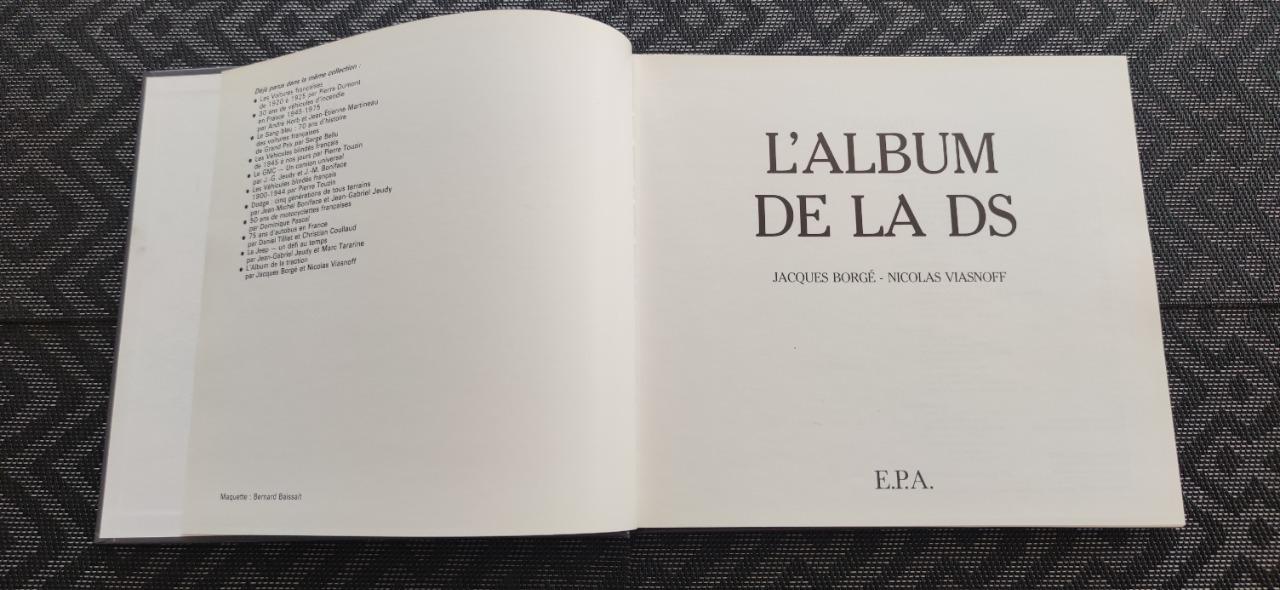 Déjà parus dans la même collection :
● Les Voitures françaises
de 1920 à 1925 par Pierre Dumont
● 30 ans de véhicules d'incendie
en France 1945-1975
par André Horb et Jean-Etienne Martineau
● Le Sang bleu : 70 ans d'histoire
des voitures françaises
de Grand Prix par Serge Bellu
● Les Véhicules blindés français
de 1945 à nos jours par Pierre Touzin
● Le GMC — Un camion universel
par J.-G. Jeudy et J.-M. Boniface
● Les Véhicules blindés français
1900-1944 par Pierre Touzin
● Dodge : cinq générations de tous terrains
par Jean-Michel Boniface et Jean-Gabriel Jeudy
● 50 ans de motocyclettes françaises
par Dominique Pascal
● 75 ans d'autobus en France
par Daniel Tilliet et Christian Coullaud
● La Jeep — un défi au temps
par Jean-Gabriel Jeudy et Marc Tararine
● L'Album de la traction
par Jacques Borgé et Nicolas Viasnoff
Maquette : Bernard Baissait
L'ALBUM
DE LA DS
JACQUES BORGÉ - NICOLAS VIASNOFF
E.P.A.